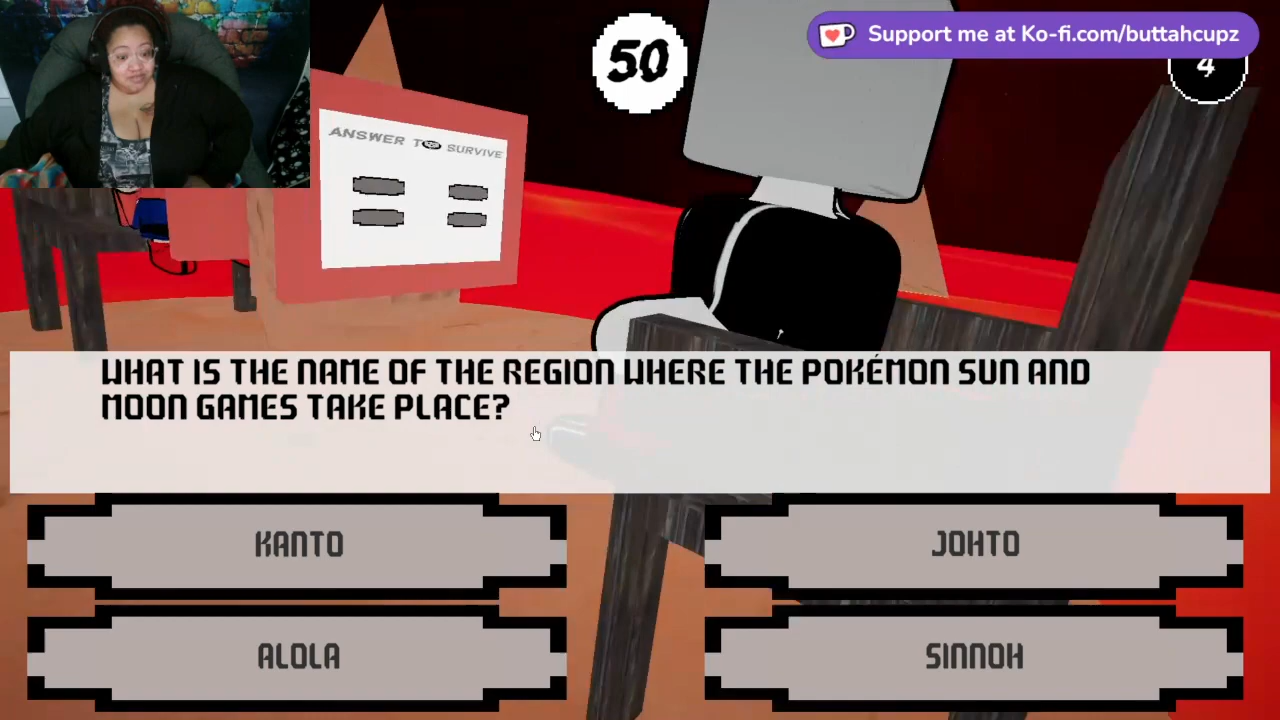 50
Support me at Ko-fi.com/buttahcupz
4
ANSWER TO SURVIVE
WHAT IS THE NAME OF THE REGION WHERE THE POKÉMON SUN AND
MOON GAMES TAKE PLACE?
KANTO
JOHTO
ALOLA
SINNOH